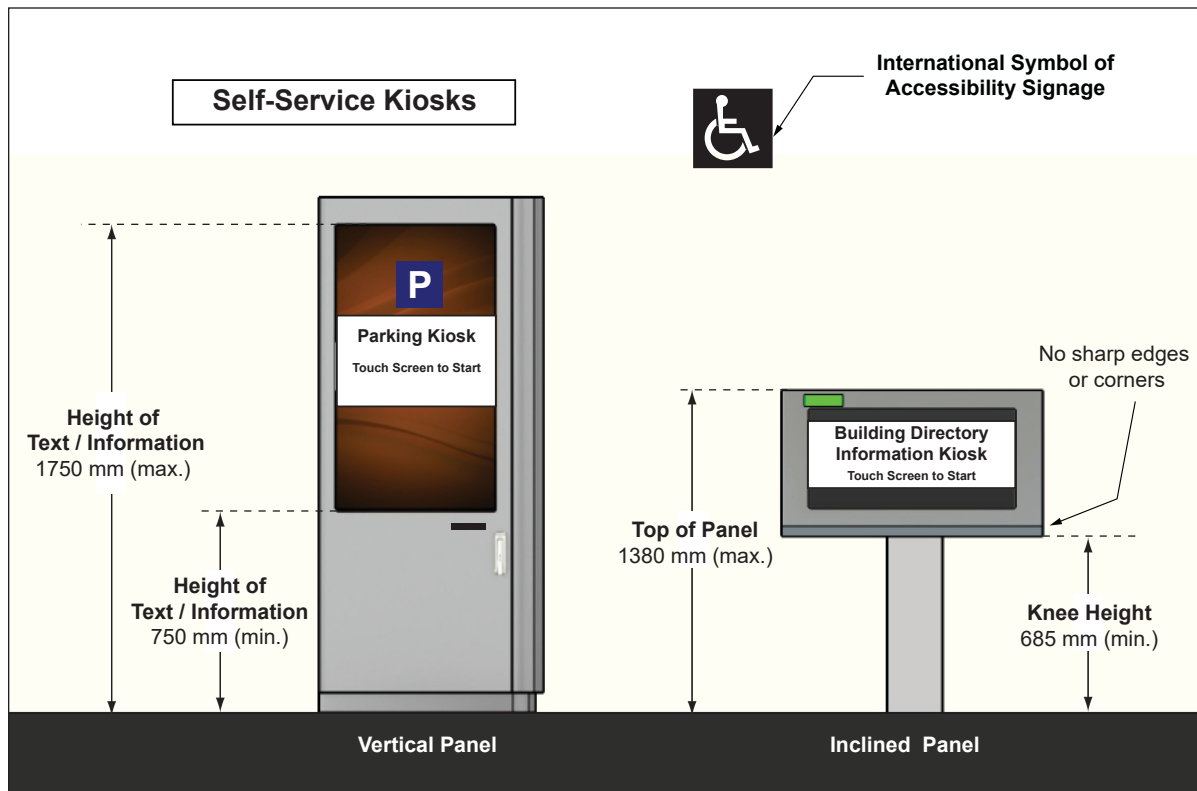 Self-Service Kiosks
International Symbol of
Accessibility Signage
P
Parking Kiosk
Touch Screen to Start
Height of
Text / Information
1750 mm (max.)
Height of
Text / Information
750 mm (min.)
No sharp edges
or corners
Building Directory
Information Kiosk
Touch Screen to Start
Top of Panel
1380 mm (max.)
Knee Height
685 mm (min.)
Vertical Panel
Inclined Panel